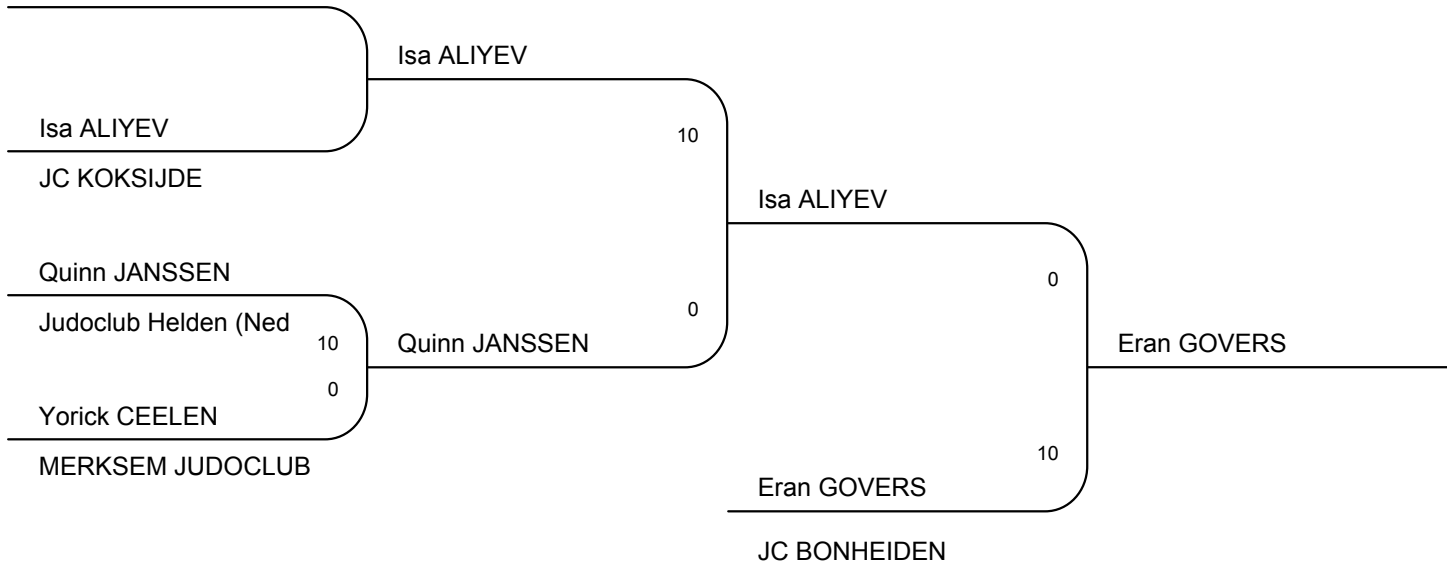 Isa ALIYEV
Isa ALIYEV
10
JC KOKSIJDE
Isa ALIYEV
Quinn JANSSEN
0
Judoclub Helden (Ned
0
10
Quinn JANSSEN
Eran GOVERS
0
Yorick CEELEN
10
MERKSEM JUDOCLUB
Eran GOVERS
JC BONHEIDEN